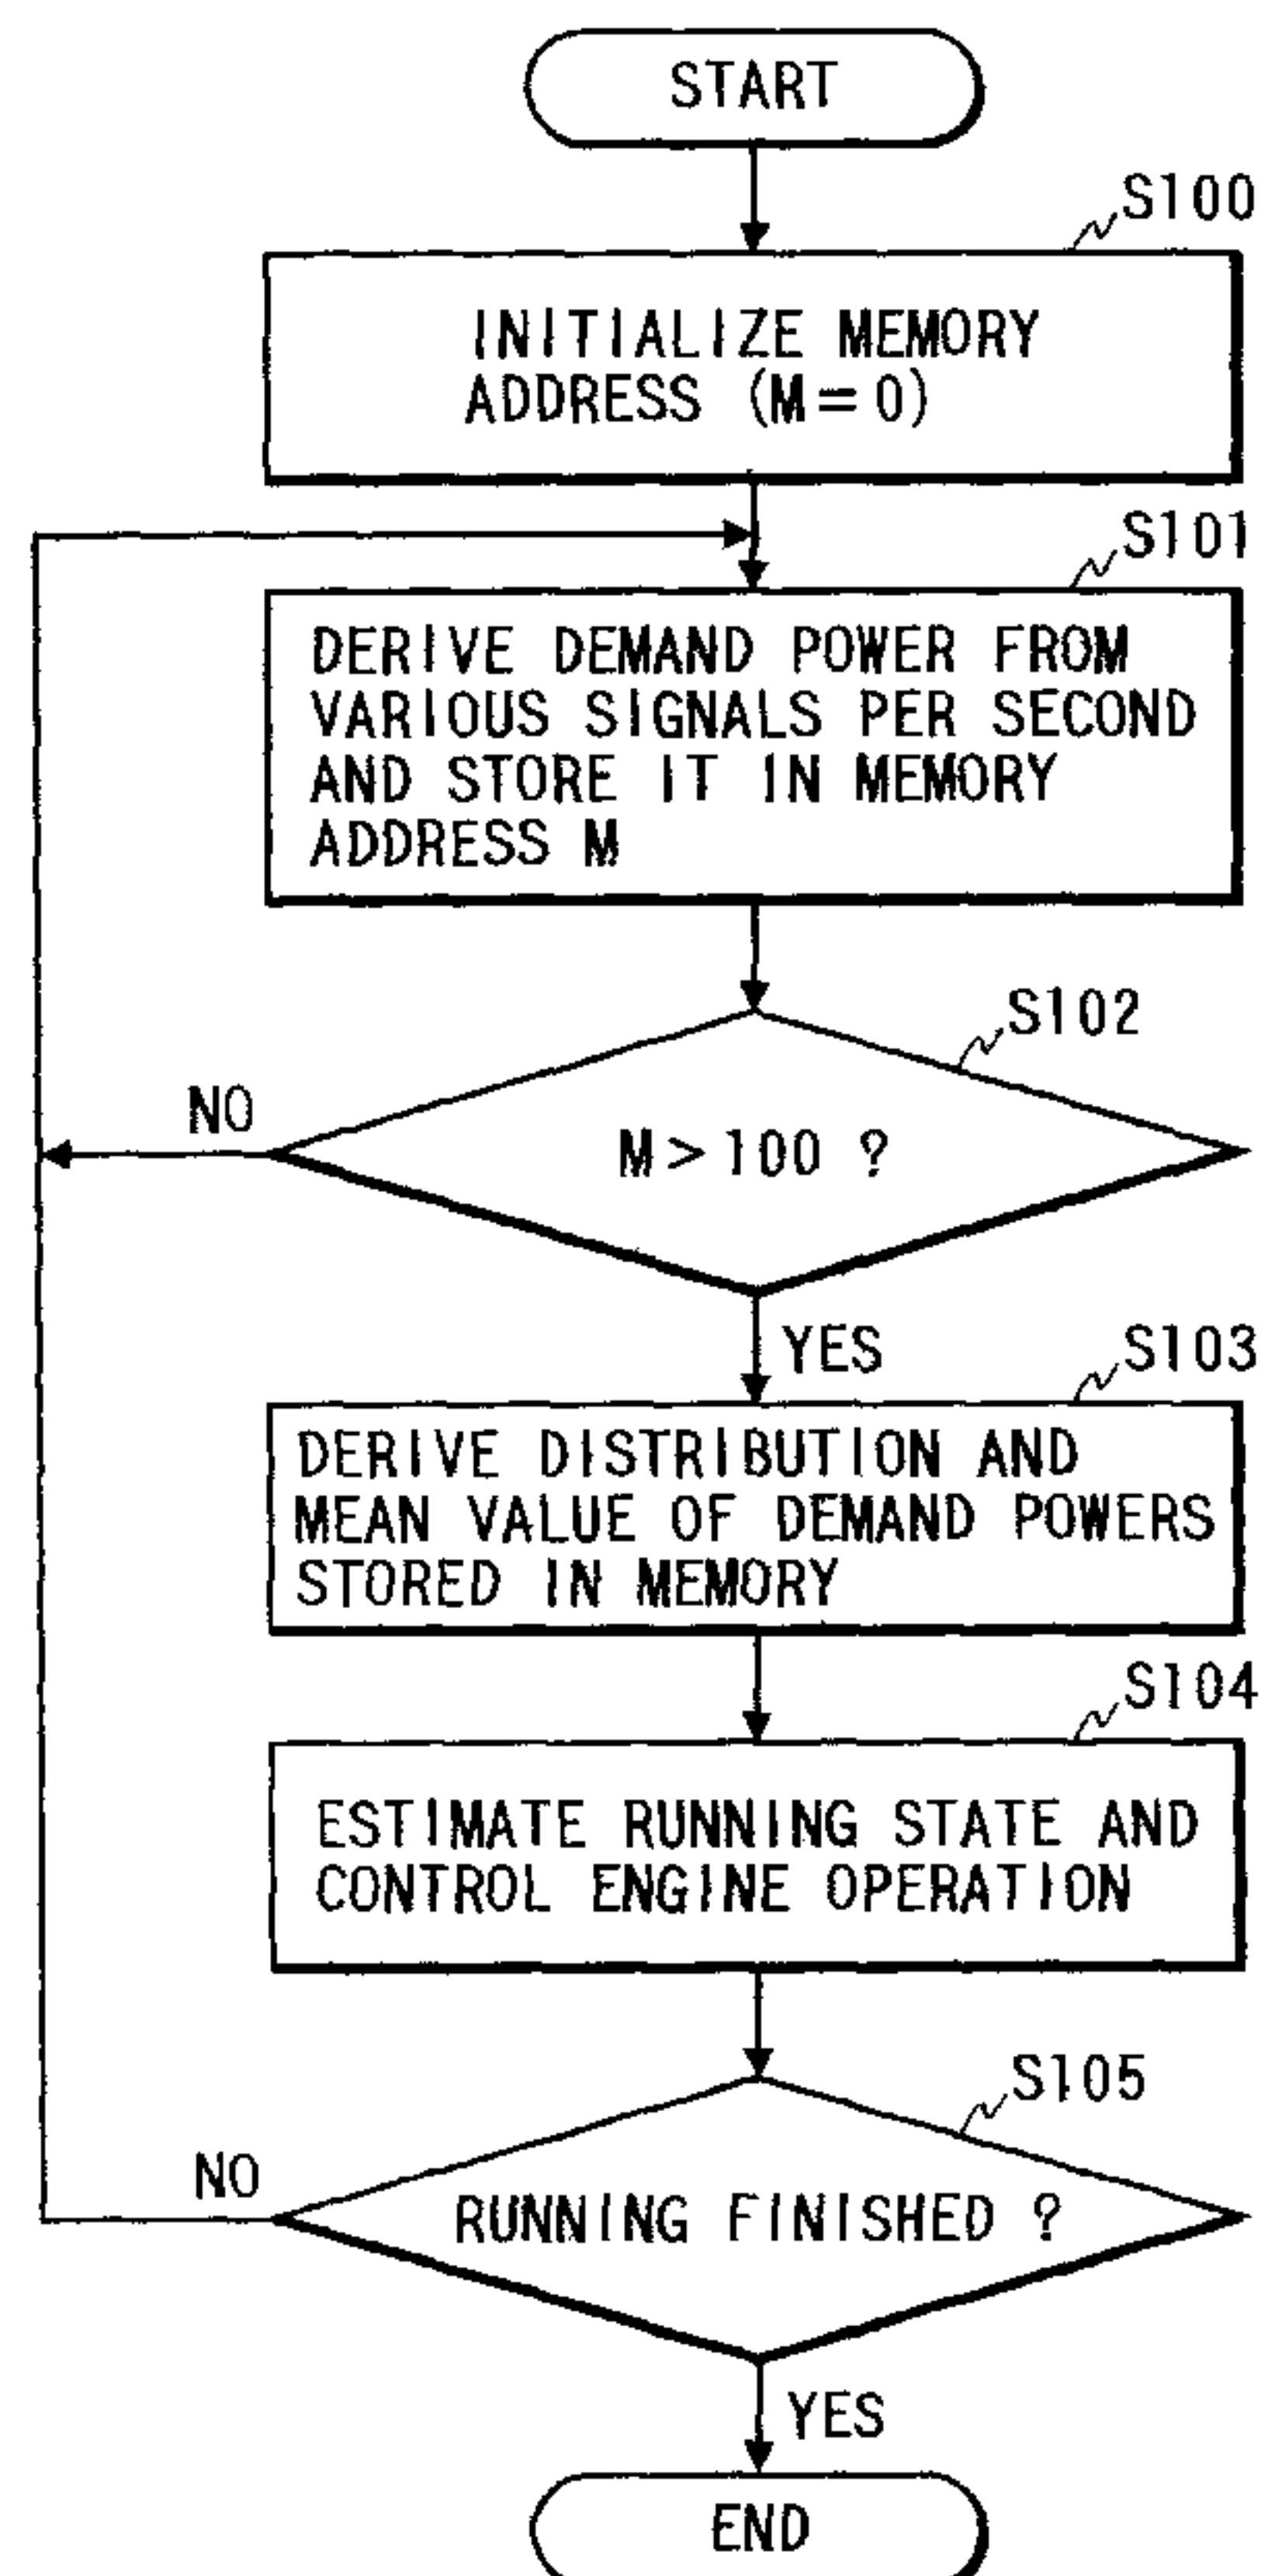 START
S100
INITIALIZE MEMORY
ADDRESS (M=0)
S101
DERIVE DEMAND POWER FROM
VARIOUS SIGNALS PER SECOND
AND STORE IT IN MEMORY
ADDRESS M
S102
NO
M>100 ?
YES
S103
DERIVE DISTRIBUTION AND
MEAN VALUE OF DEMAND POWERS
STORED IN MEMORY
S104
ESTIMATE RUNNING STATE AND
CONTROL ENGINE OPERATION
S105
NO
RUNNING FINISHED ?
YES
END